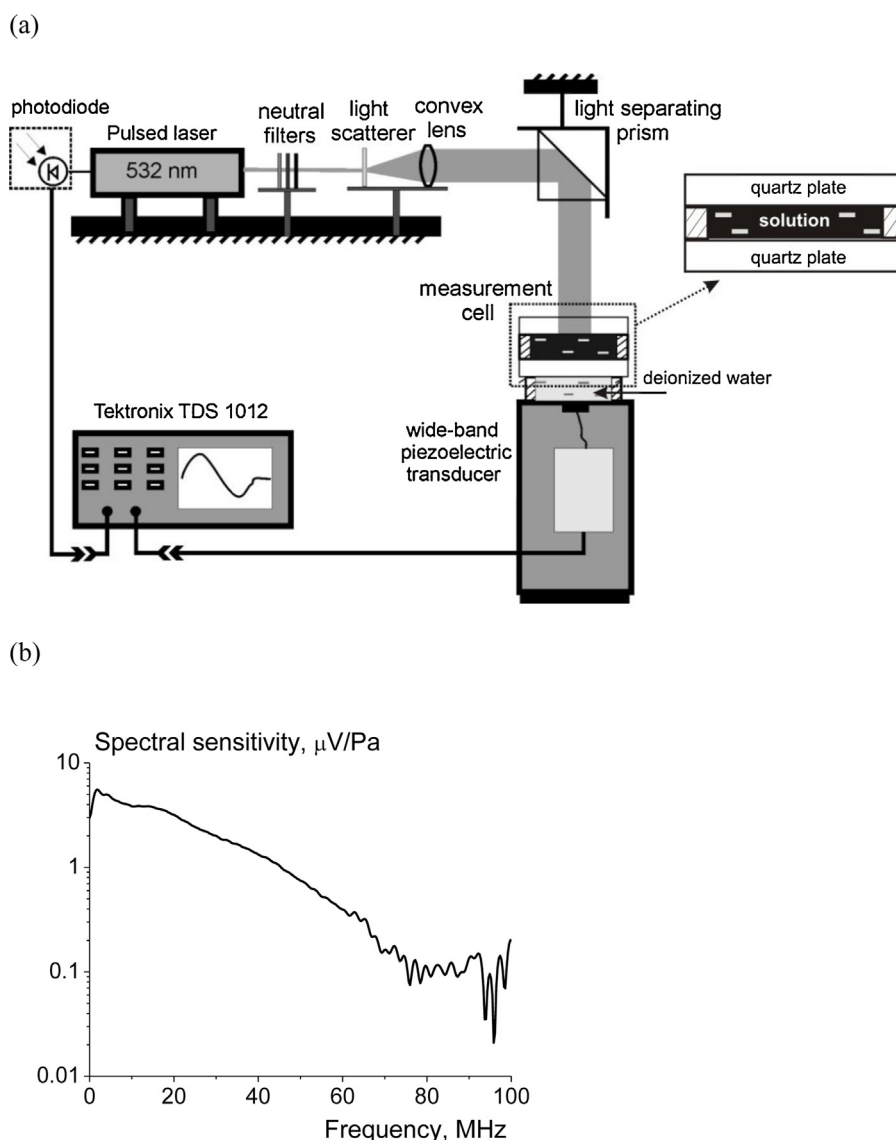 (a)
photodiode
Pulsed laser
532 nm
neutral
filters
light
scatterer
convex
lens
light separating
prism
quartz plate
solution
quartz plate
measurement
cell
deionized water
Tektronix TDS 1012
wide-band
piezoelectric
transducer
(b)
Spectral sensitivity, μV/Pa
10
1
0.1
0.01
0 20 40 60 80 100
Frequency, MHz